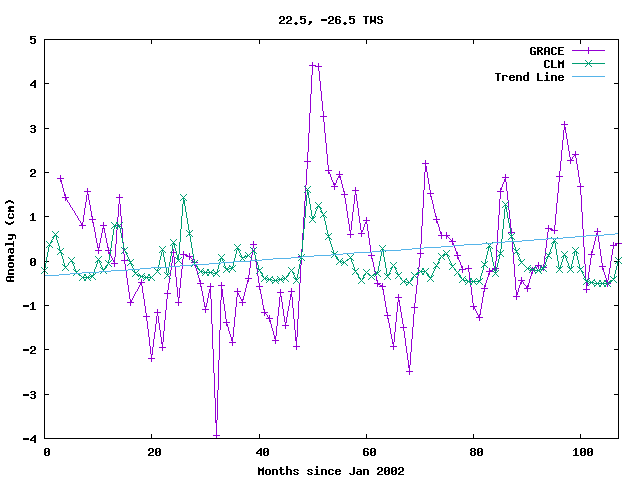 22.5, -26.5 TWS
GRACE
CLM
Trend Line
5
4
3
2
1
0
-1
-2
-3
-4
Anomaly (cm)
0 20 40 60 80 100
Months since Jan 2002